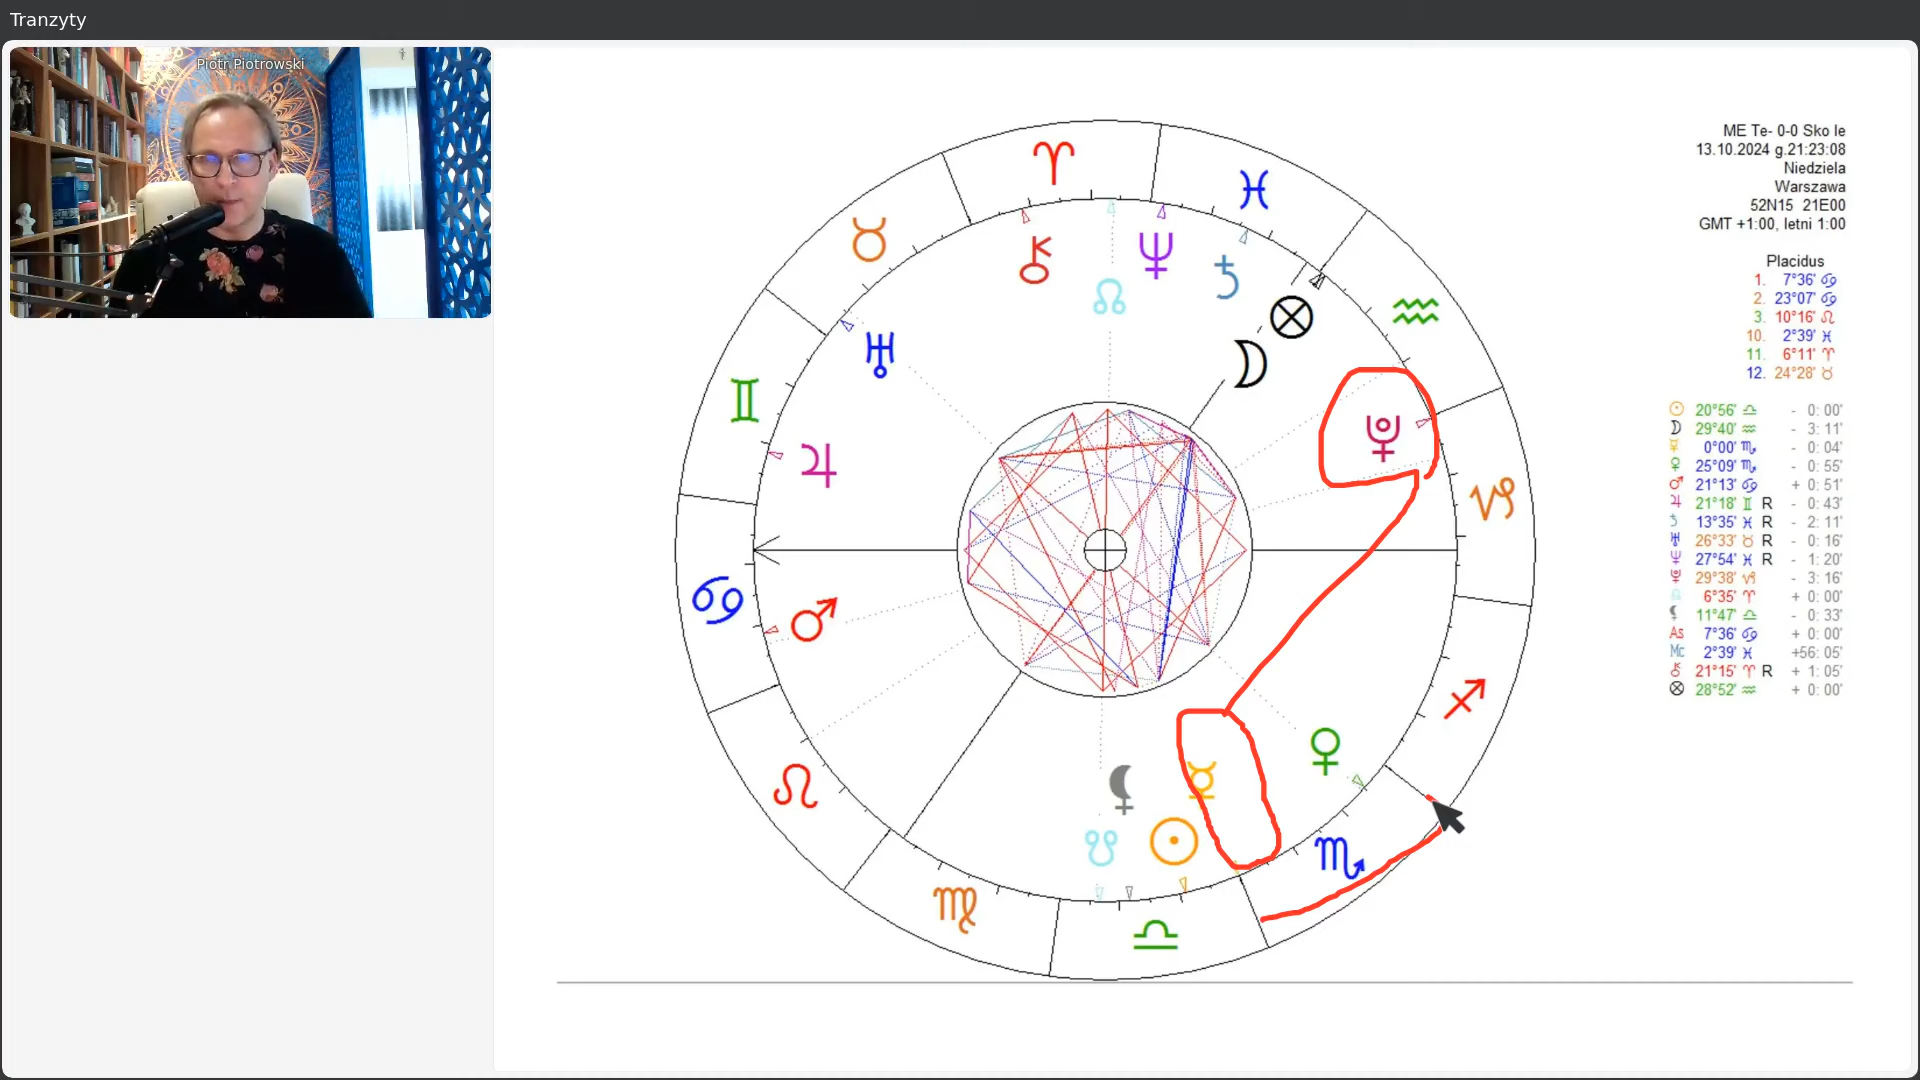 Tranzyty
Piotr Piotrowski
ME Te- 0-0 Sko le
13.10.2024 g.21:23:08
Niedziela
Warszawa
52N15 21E00
GMT +1:00, letni 1:00
Placidus
1. 7°36' ♋
2. 23°07' ♋
3. 10°16' ♌
10. 2°39' ♓
11. 6°11' ♈
12. 24°28' ♉
☉ 20°56' ♎ - 0: 00'
☽ 29°40' ♒ - 3: 11'
☿ 0°00' ♏ - 0: 04'
♀ 25°09' ♏ - 0: 55'
♂ 21°13' ♋ + 0: 51'
♃ 21°18' ♊ R - 0: 43'
♄ 13°35' ♓ R - 2: 11'
♅ 26°33' ♉ R - 0: 16'
♆ 27°54' ♓ R - 1: 20'
♇ 29°38' ♑ - 3: 16'
☊ 6°35' ♈ + 0: 00'
⚸ 11°47' ♎ - 0: 33'
As 7°36' ♋ + 0: 00'
Mc 2°39' ♓ +56: 05'
⚷ 21°15' ♈ R + 1: 05'
⊗ 28°52' ♒ + 0: 00'